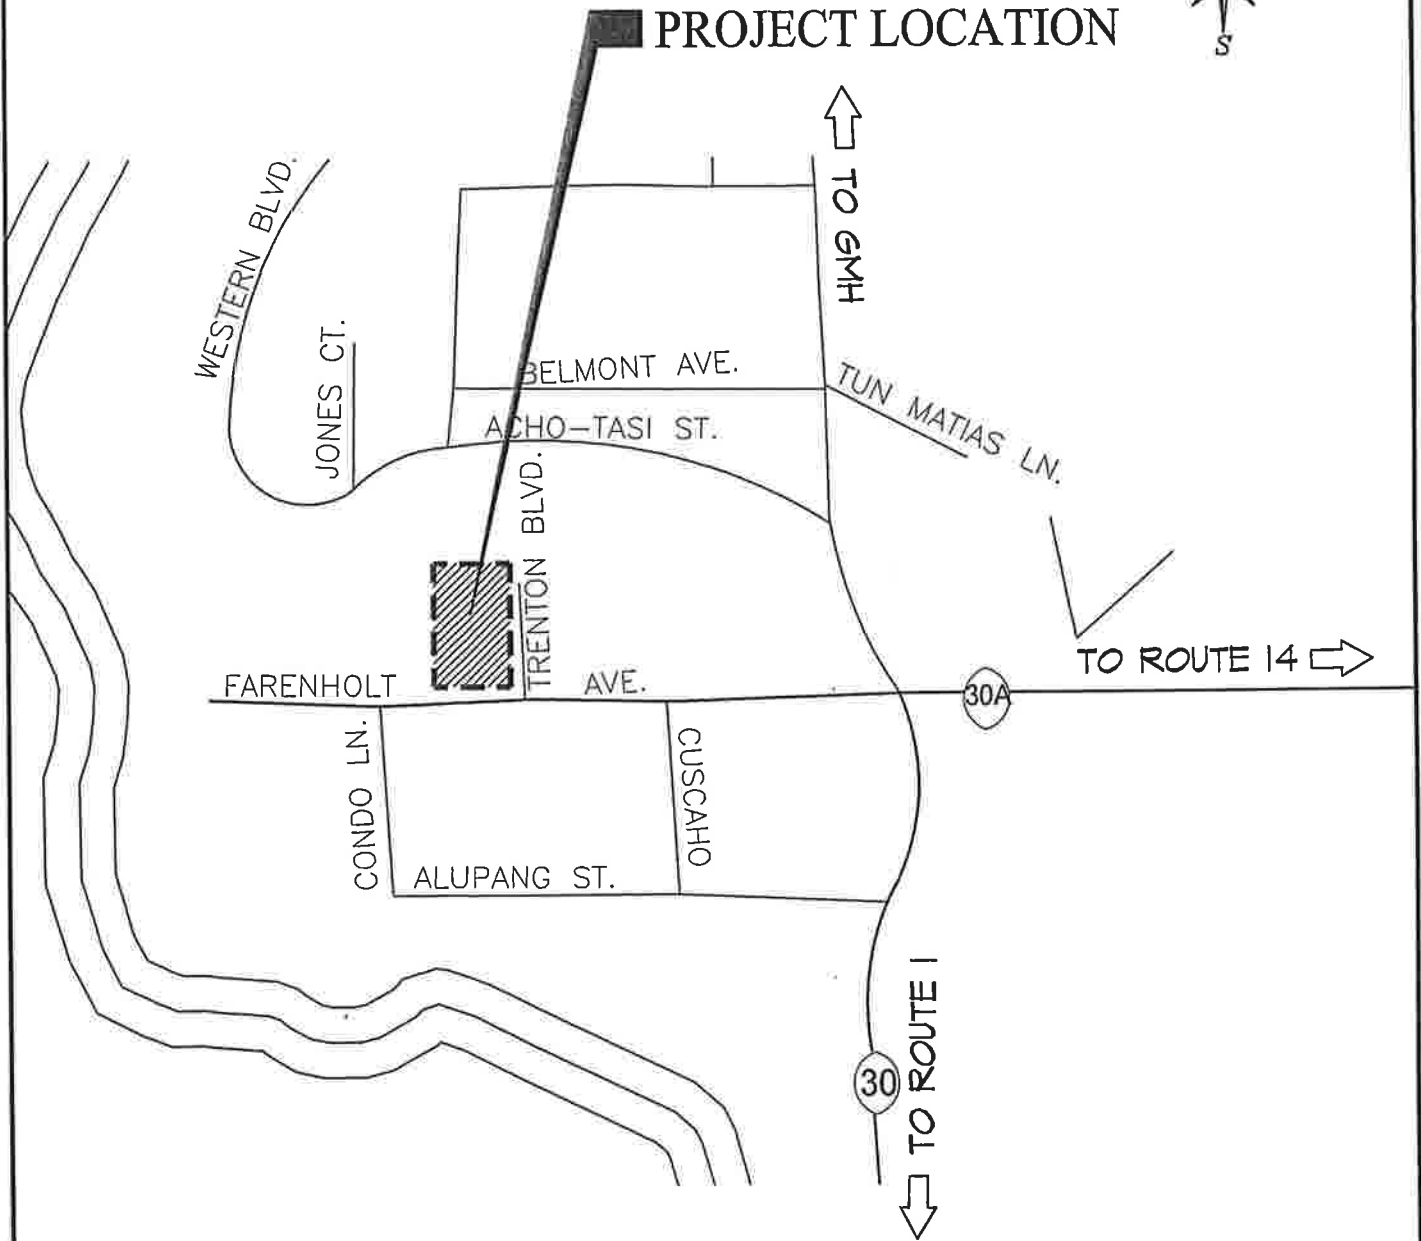 PROJECT LOCATION
S
TO GMH
WESTERN BLVD.
JONES CT.
BELMONT AVE.
TUN MATIAS LN.
ACHO-TASI ST.
TRENTON BLVD.
TO ROUTE 14
FARENHOLT AVE.
30A
CONDO LN.
CUSCAHO
ALUPANG ST.
30
TO ROUTE 1